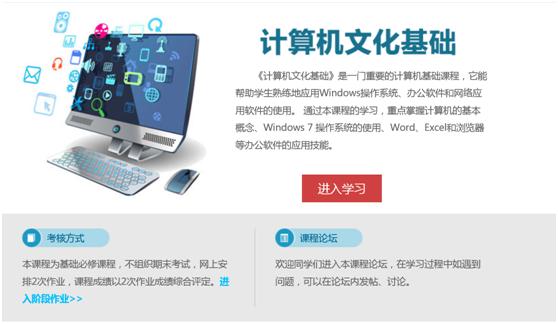 计算机文化基础
《计算机文化基础》是一门重要的计算机基础课程，它能
帮助学生熟练地应用Windows操作系统、办公软件和网络应
用软件的使用。 通过本课程的学习，重点掌握计算机的基本
概念、Windows 7 操作系统的使用、Word、Excel和浏览器
等办公软件的应用技能。
进入学习
考核方式
本课程为基础必修课程，不组织期末考试，网上安
排2次作业，课程成绩以2次作业成绩综合评定。进
入阶段作业>>
课程论坛
欢迎同学们进入本课程论坛，在学习过程中如遇到
问题，可以在论坛内发帖、讨论。